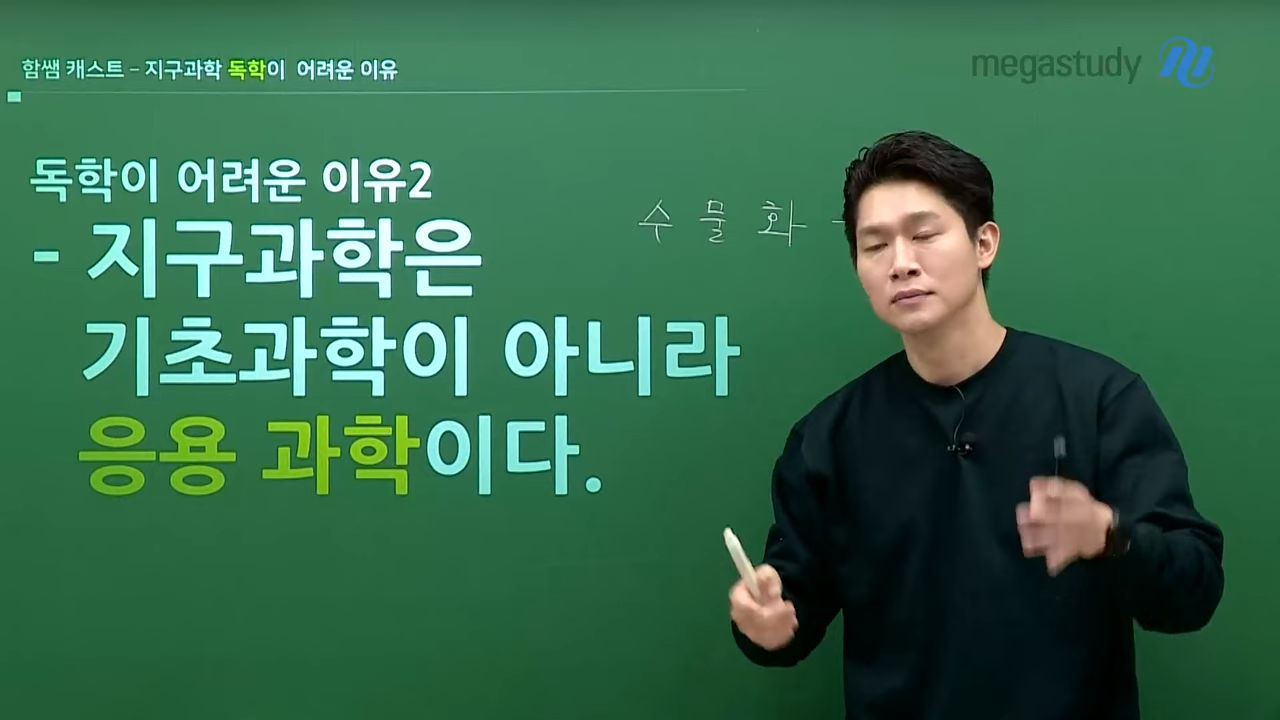 함쌤 캐스트 - 지구과학 독학이 어려운 이유
megastudy
독학이 어려운 이유2
- 지구과학은
기초과학이 아니라
응용 과학이다.
수 물 화